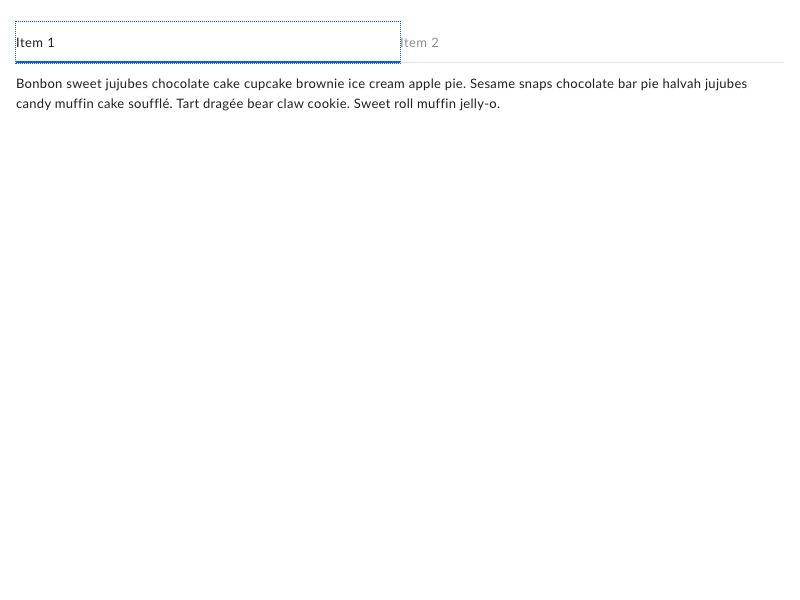 Item 1
Item 2
Bonbon sweet jujubes chocolate cake cupcake brownie ice cream apple pie. Sesame snaps chocolate bar pie halvah jujubes
candy muffin cake soufflé. Tart dragée bear claw cookie. Sweet roll muffin jelly-o.